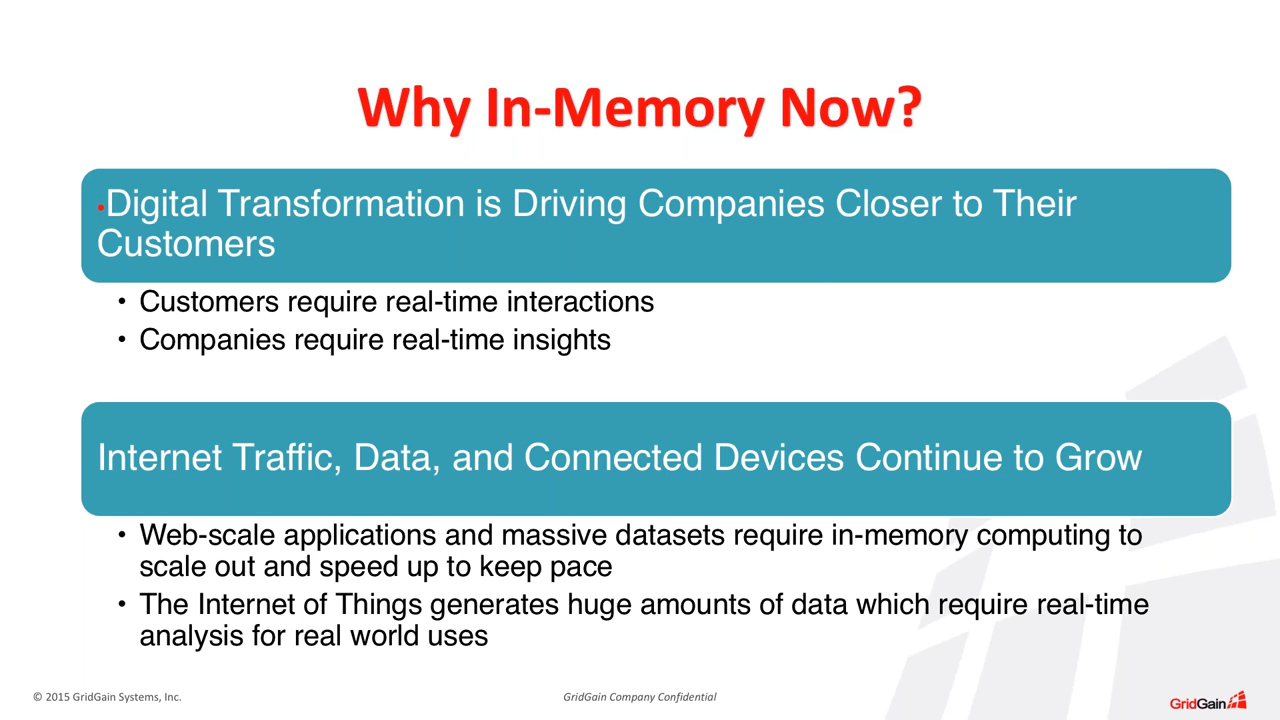 Why In-Memory Now?
•Digital Transformation is Driving Companies Closer to Their
Customers
• Customers require real-time interactions
• Companies require real-time insights
Internet Traffic, Data, and Connected Devices Continue to Grow
• Web-scale applications and massive datasets require in-memory computing to
scale out and speed up to keep pace
• The Internet of Things generates huge amounts of data which require real-time
analysis for real world uses
© 2015 GridGain Systems, Inc.
GridGain Company Confidential
GridGain